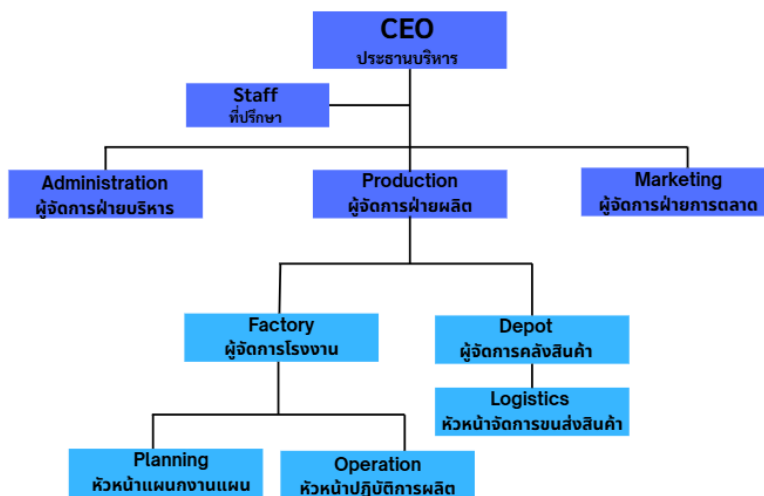 CEO
ประธานบริหาร
Staff
ที่ปรึกษา
Administration
ผู้จัดการฝ่ายบริหาร
Production
ผู้จัดการฝ่ายผลิต
Marketing
ผู้จัดการฝ่ายการตลาด
Factory
ผู้จัดการโรงงาน
Depot
ผู้จัดการคลังสินค้า
Logistics
หัวหน้าจัดการขนส่งสินค้า
Planning
หัวหน้าแผนกงานแผน
Operation
หัวหน้าปฏิบัติการผลิต